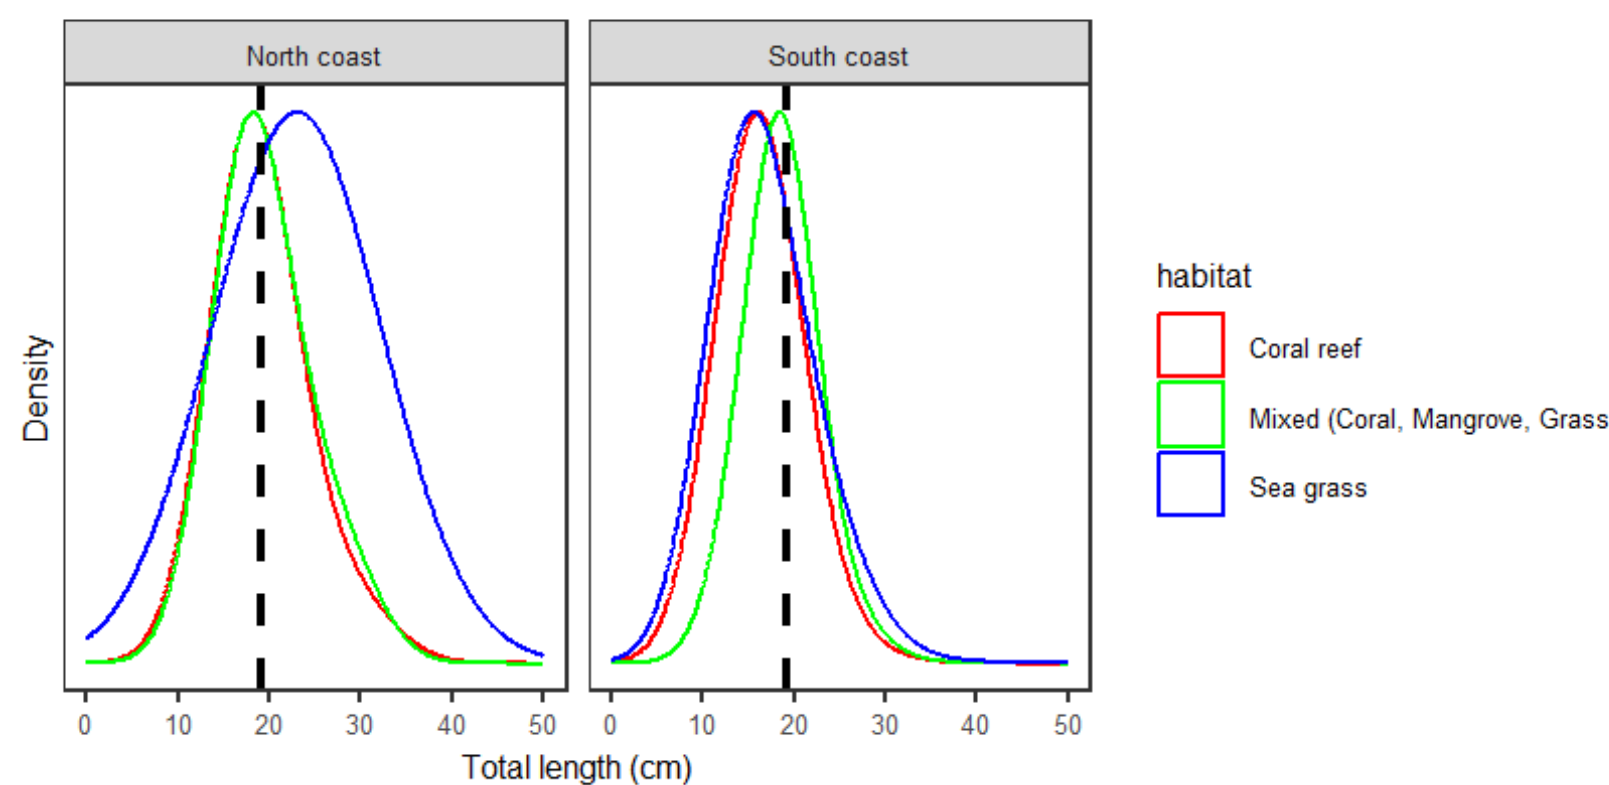 North coast
South coast
Density
0 10 20 30 40 50
0 10 20 30 40 50
Total length (cm)
habitat
Coral reef
Mixed (Coral, Mangrove, Grass
Sea grass